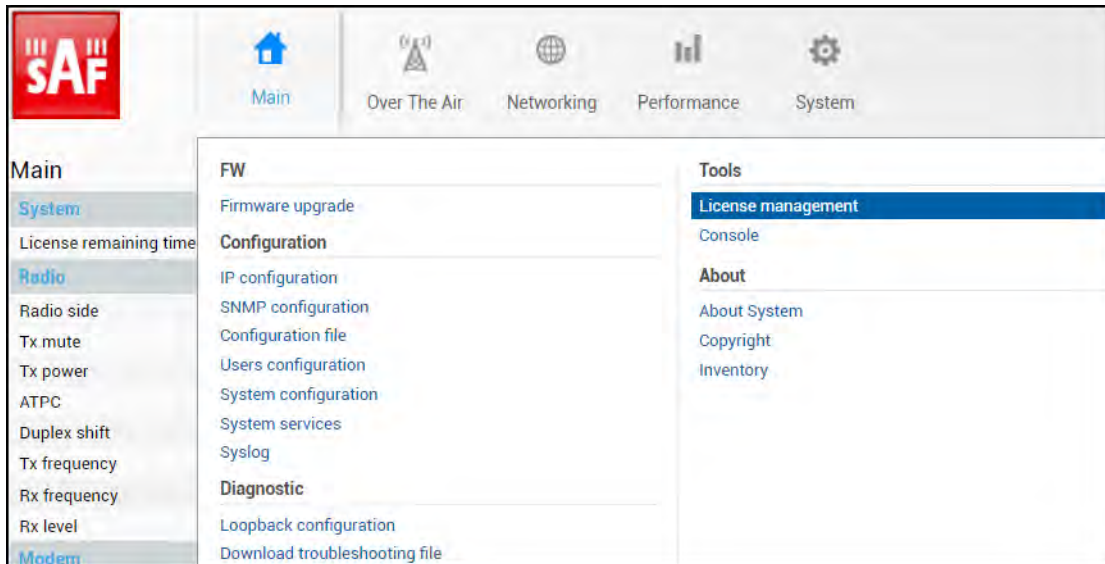 SAF
Main
Over The Air
Networking
Performance
System
Main
System
License remaining time
Radio
Radio side
Tx mute
Tx power
ATPC
Duplex shift
Tx frequency
Rx frequency
Rx level
Modem
FW
Firmware upgrade
Configuration
IP configuration
SNMP configuration
Configuration file
Users configuration
System configuration
System services
Syslog
Diagnostic
Loopback configuration
Download troubleshooting file
Tools
License management
Console
About
About System
Copyright
Inventory